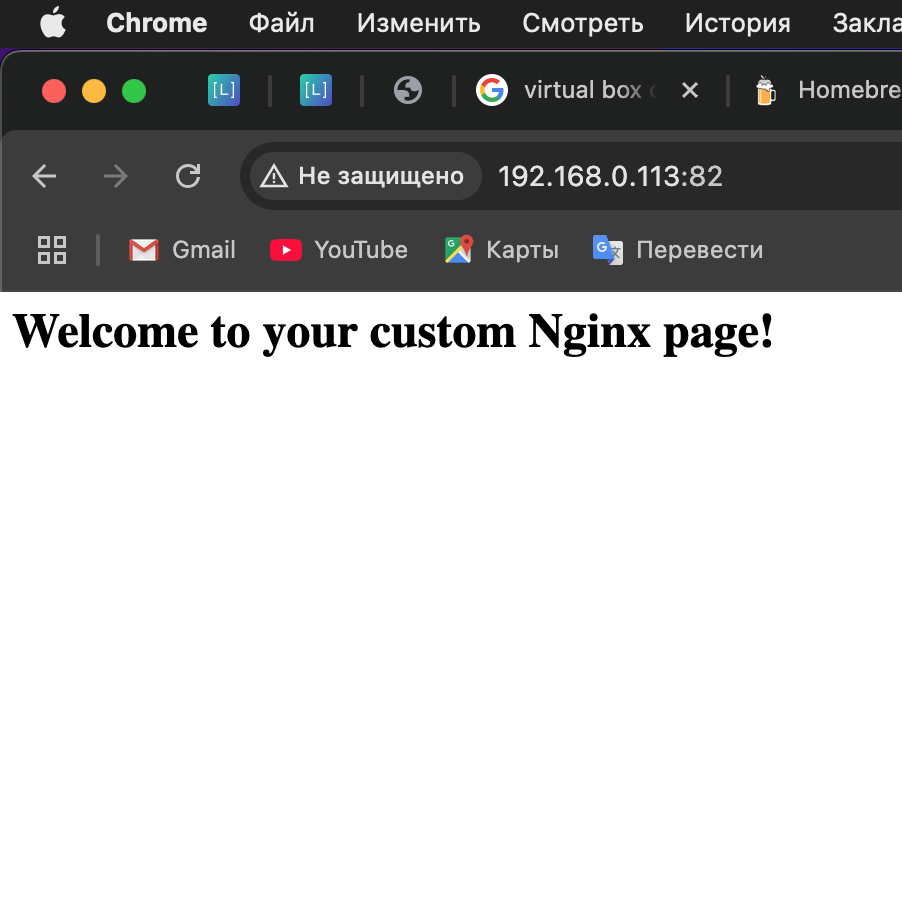 Chrome Файл Изменить Смотреть История Закла
[L] [L] virtual box Homebre
Не защищено 192.168.0.113:82
Gmail YouTube Карты Перевести
Welcome to your custom Nginx page!